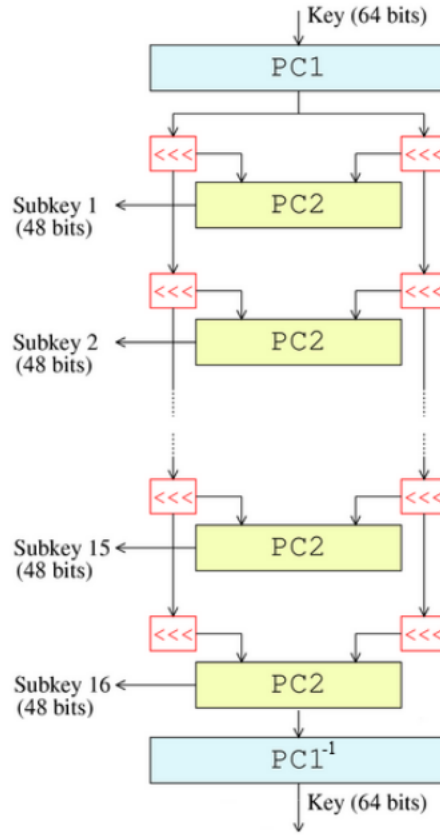 Key (64 bits)
PC1
<<<
<<<
Subkey 1
(48 bits)
PC2
<<<
<<<
Subkey 2
(48 bits)
PC2
<<<
<<<
Subkey 15
(48 bits)
PC2
<<<
<<<
Subkey 16
(48 bits)
PC2
PC1⁻¹
Key (64 bits)